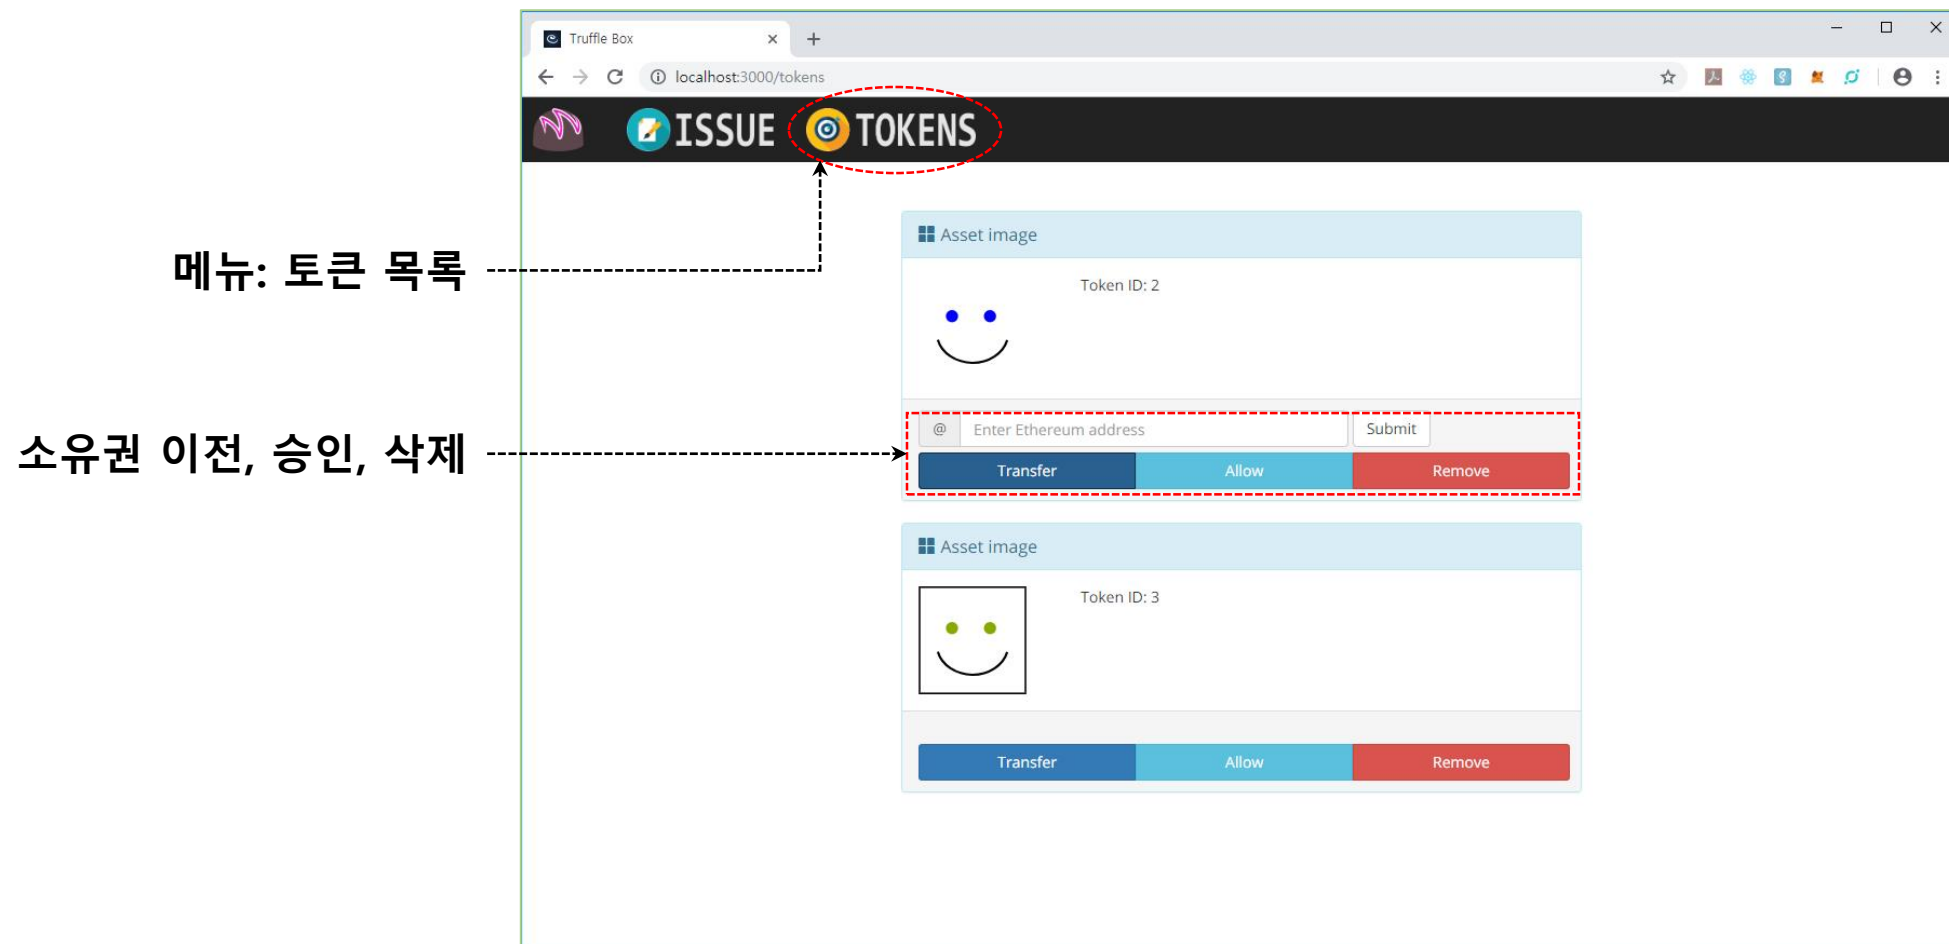 Truffle Box
localhost:3000/tokens
ISSUE TOKENS
메뉴: 토큰 목록
Asset image
Token ID: 2
소유권 이전, 승인, 삭제
@ Enter Ethereum address Submit
Transfer Allow Remove
Asset image
Token ID: 3
Transfer Allow Remove